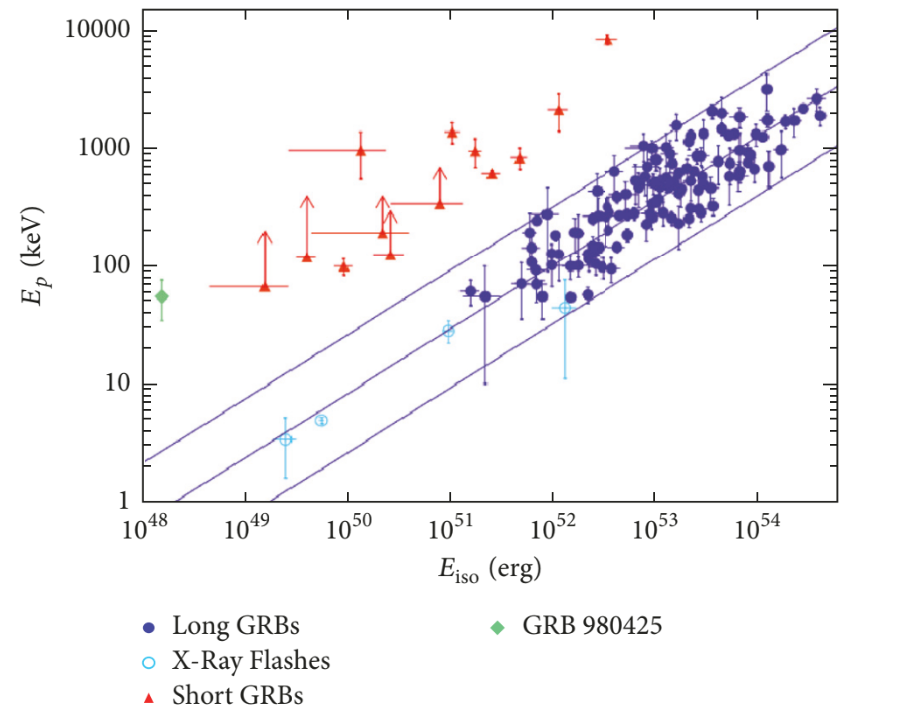 10000
1000
100
10
1
E_p (keV)
10^48 10^49 10^50 10^51 10^52 10^53 10^54
E_iso (erg)
Long GRBs
X-Ray Flashes
Short GRBs
GRB 980425